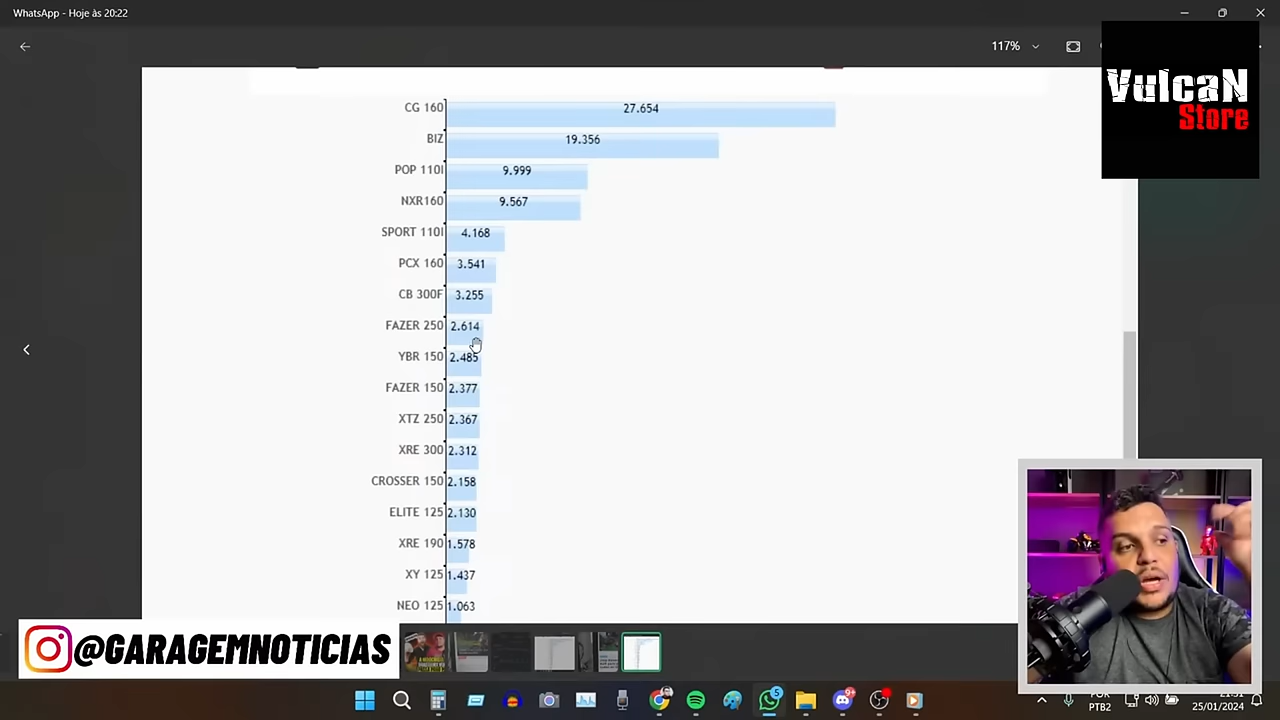 WhatsApp - Hoje às 20:22
117%
VulcaN
Store
CG 160 27.654
BIZ 19.356
POP 110I 9.999
NXR160 9.567
SPORT 110I 4.168
PCX 160 3.541
CB 300F 3.255
FAZER 250 2.614
YBR 150 2.485
FAZER 150 2.377
XTZ 250 2.367
XRE 300 2.312
CROSSER 150 2.158
ELITE 125 2.130
XRE 190 1.578
XY 125 1.437
NEO 125 1.063
@GARAGEMNOTICIAS
5
9+
POR
PTB2
25/01/2024